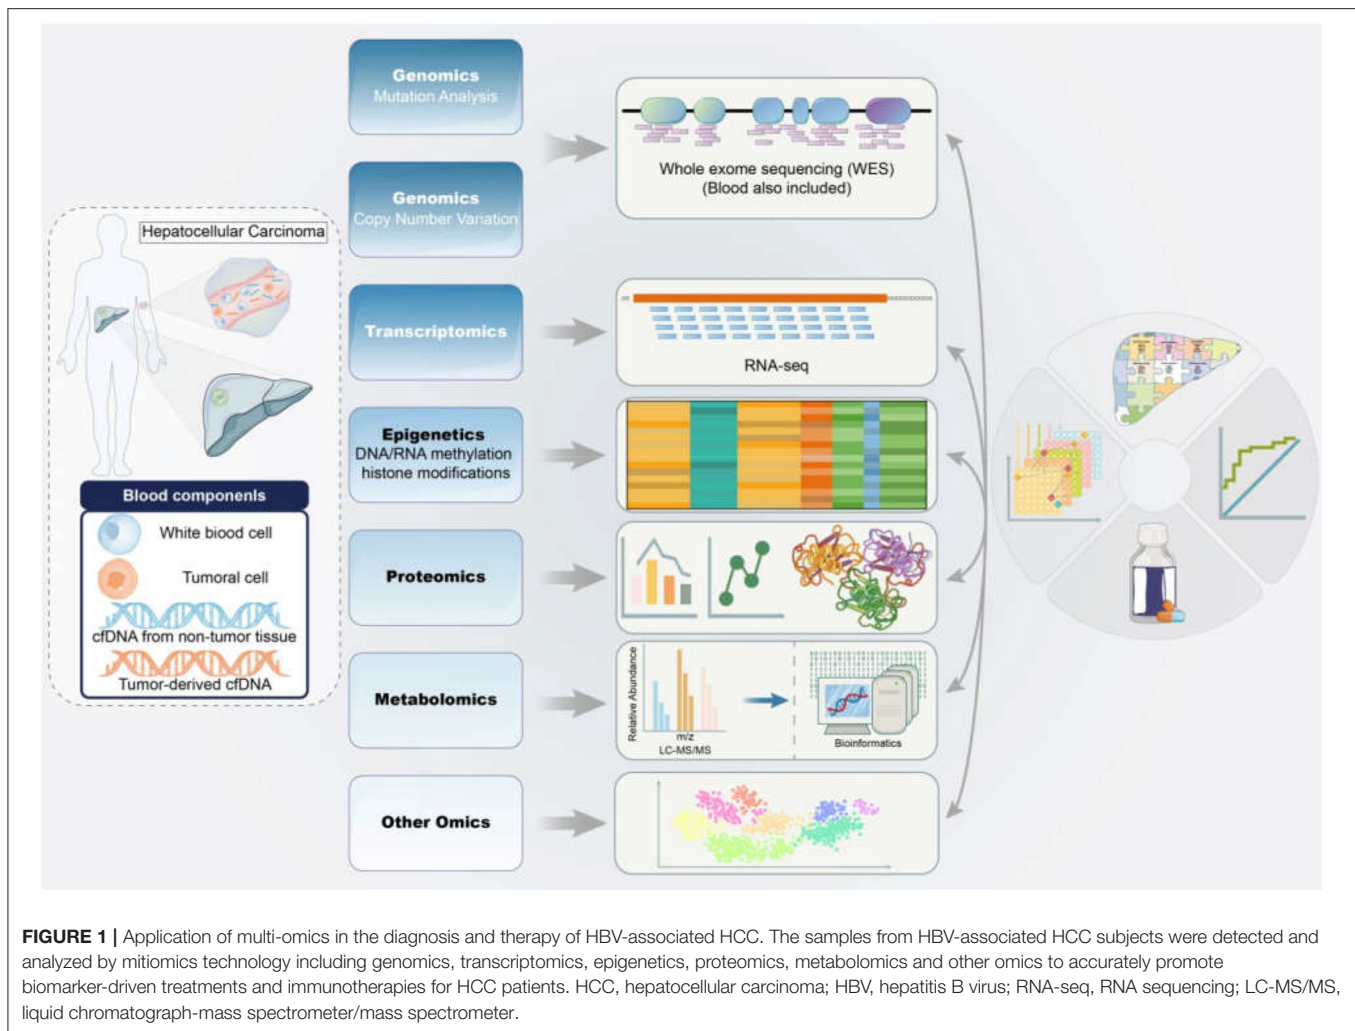 Hepatocellular Carcinoma
Blood componenls
White blood cell
Tumoral cell
cfDNA from non-tumor tissue
Tumor-derived cfDNA
Genomics
Mutation Analysis
Genomics
Copy Number Variation
Transcriptomics
Epigenetics
DNA/RNA methylation
histone modifications
Proteomics
Metabolomics
Other Omics
Whole exome sequencing (WES)
(Blood also included)
RNA-seq
Relative Abundance
m/z
LC-MS/MS
Bioinformatics
FIGURE 1 | Application of multi-omics in the diagnosis and therapy of HBV-associated HCC. The samples from HBV-associated HCC subjects were detected and
analyzed by mitiomics technology including genomics, transcriptomics, epigenetics, proteomics, metabolomics and other omics to accurately promote
biomarker-driven treatments and immunotherapies for HCC patients. HCC, hepatocellular carcinoma; HBV, hepatitis B virus; RNA-seq, RNA sequencing; LC-MS/MS,
liquid chromatograph-mass spectrometer/mass spectrometer.